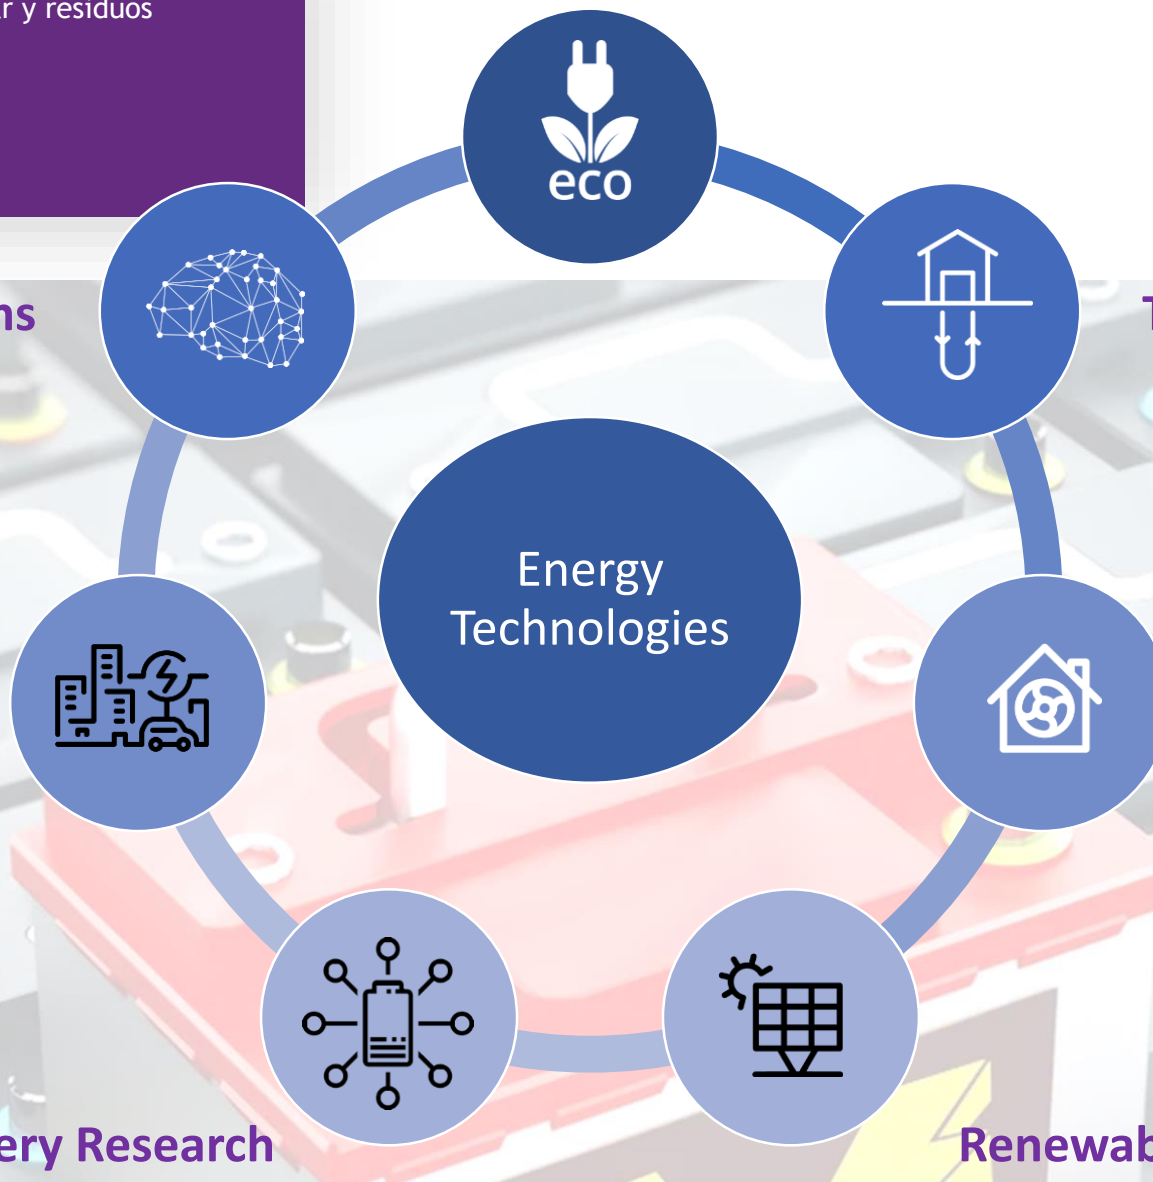 r y residuos
eco
ns
T
Energy
Technologies
ery Research
Renewab